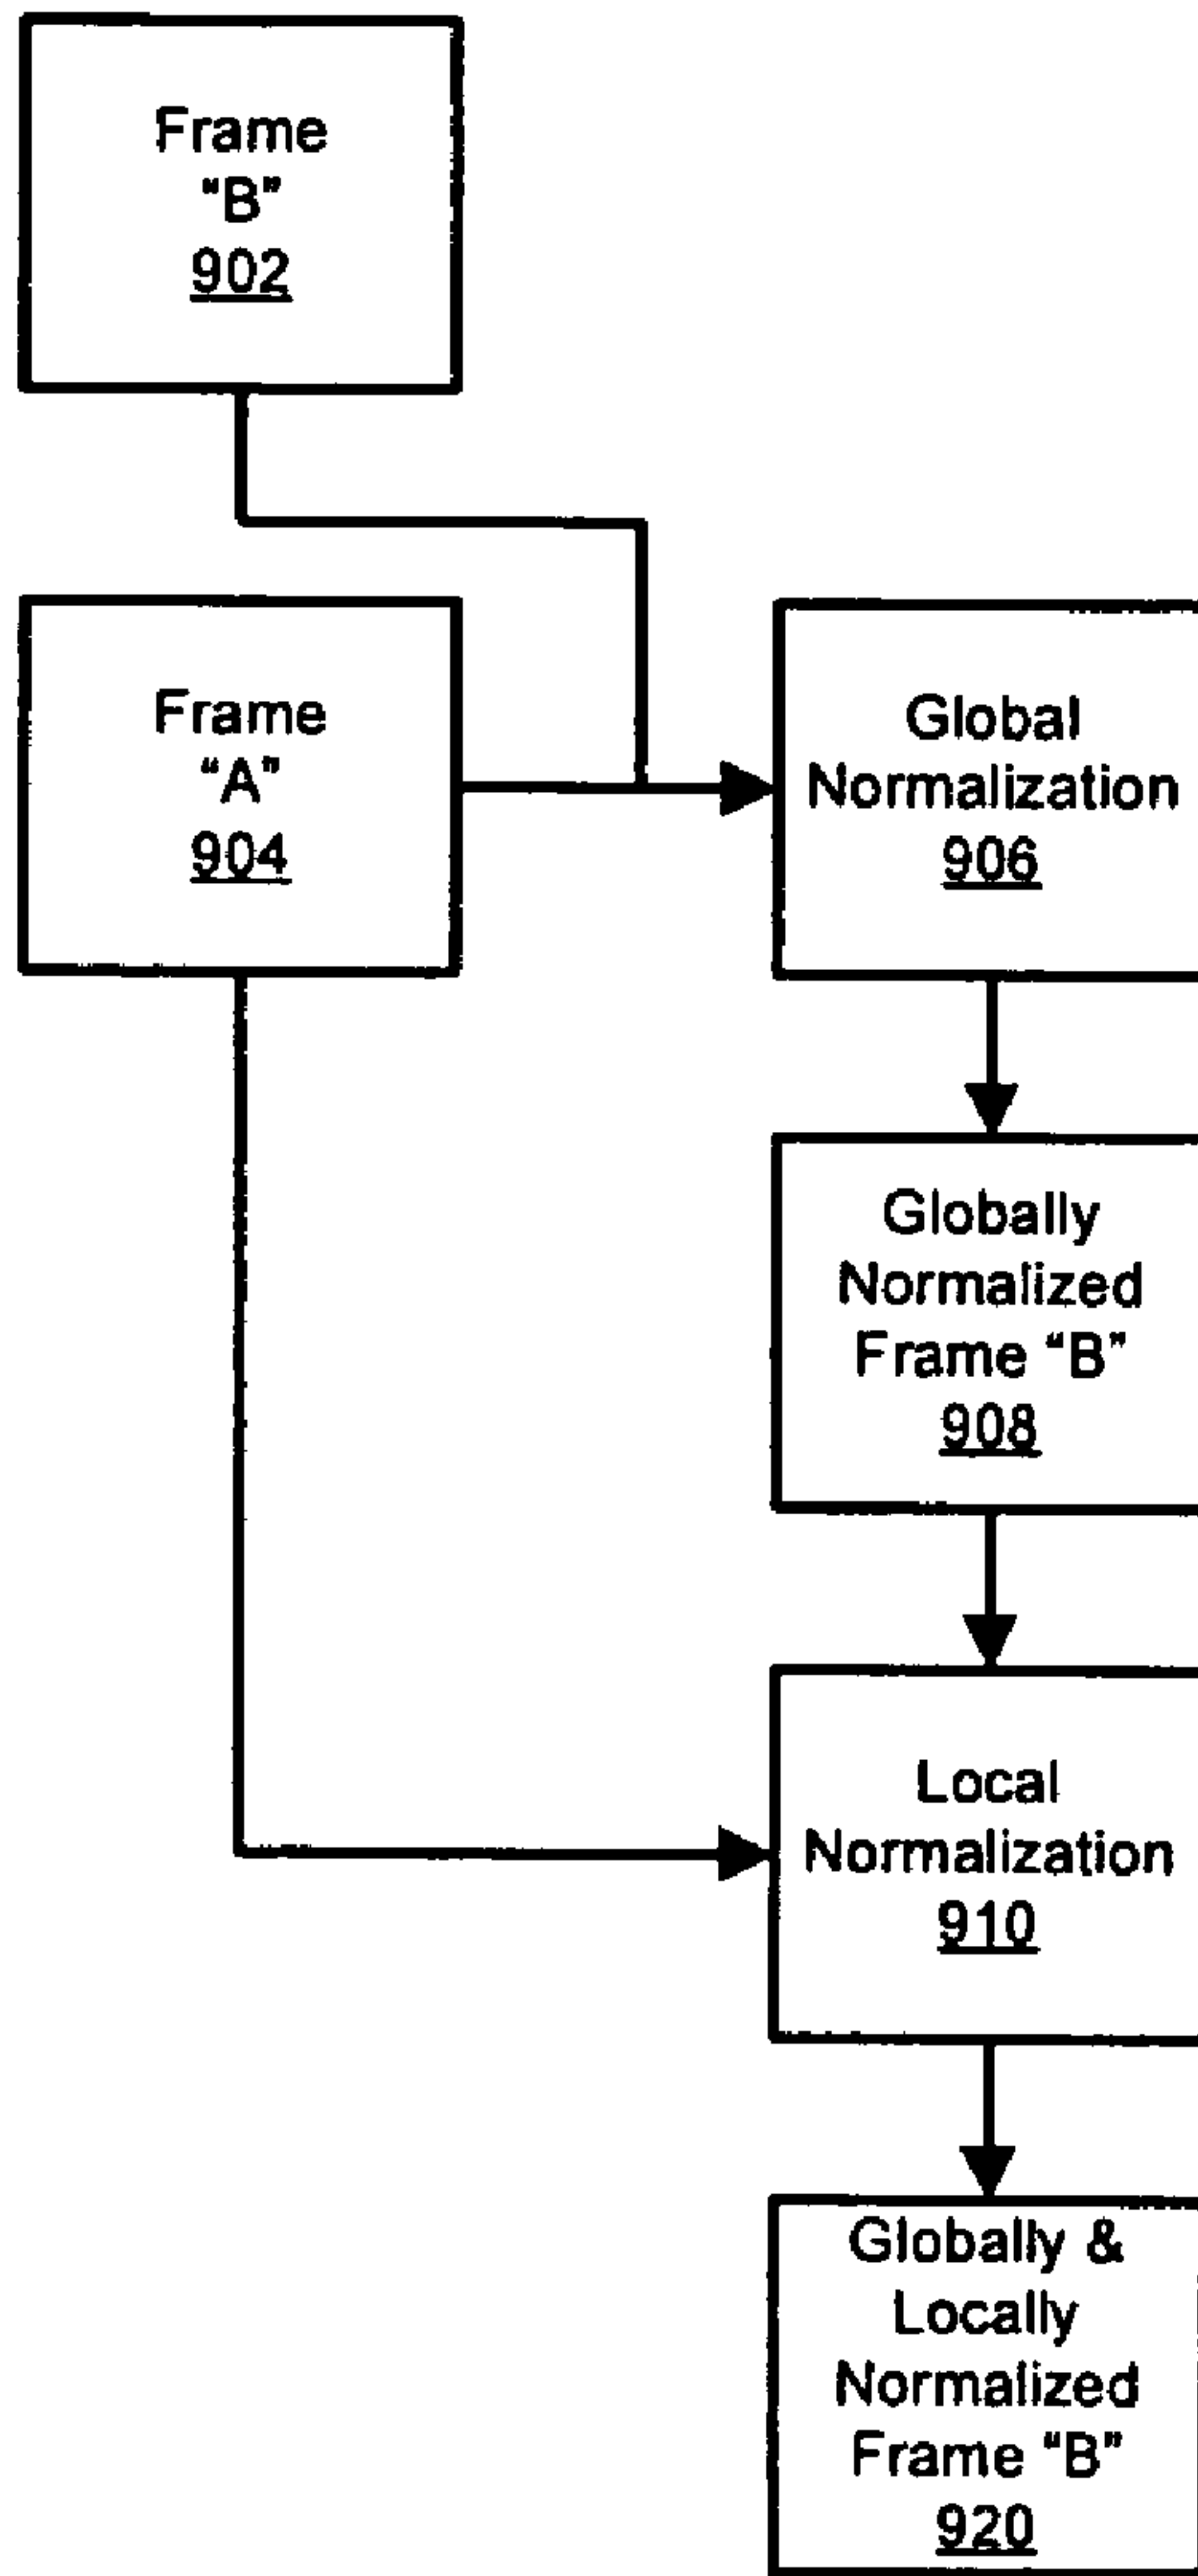 Frame
“B”
902
Frame
“A”
904
Global
Normalization
906
Globally
Normalized
Frame “B”
908
Local
Normalization
910
Globally &
Locally
Normalized
Frame “B”
920